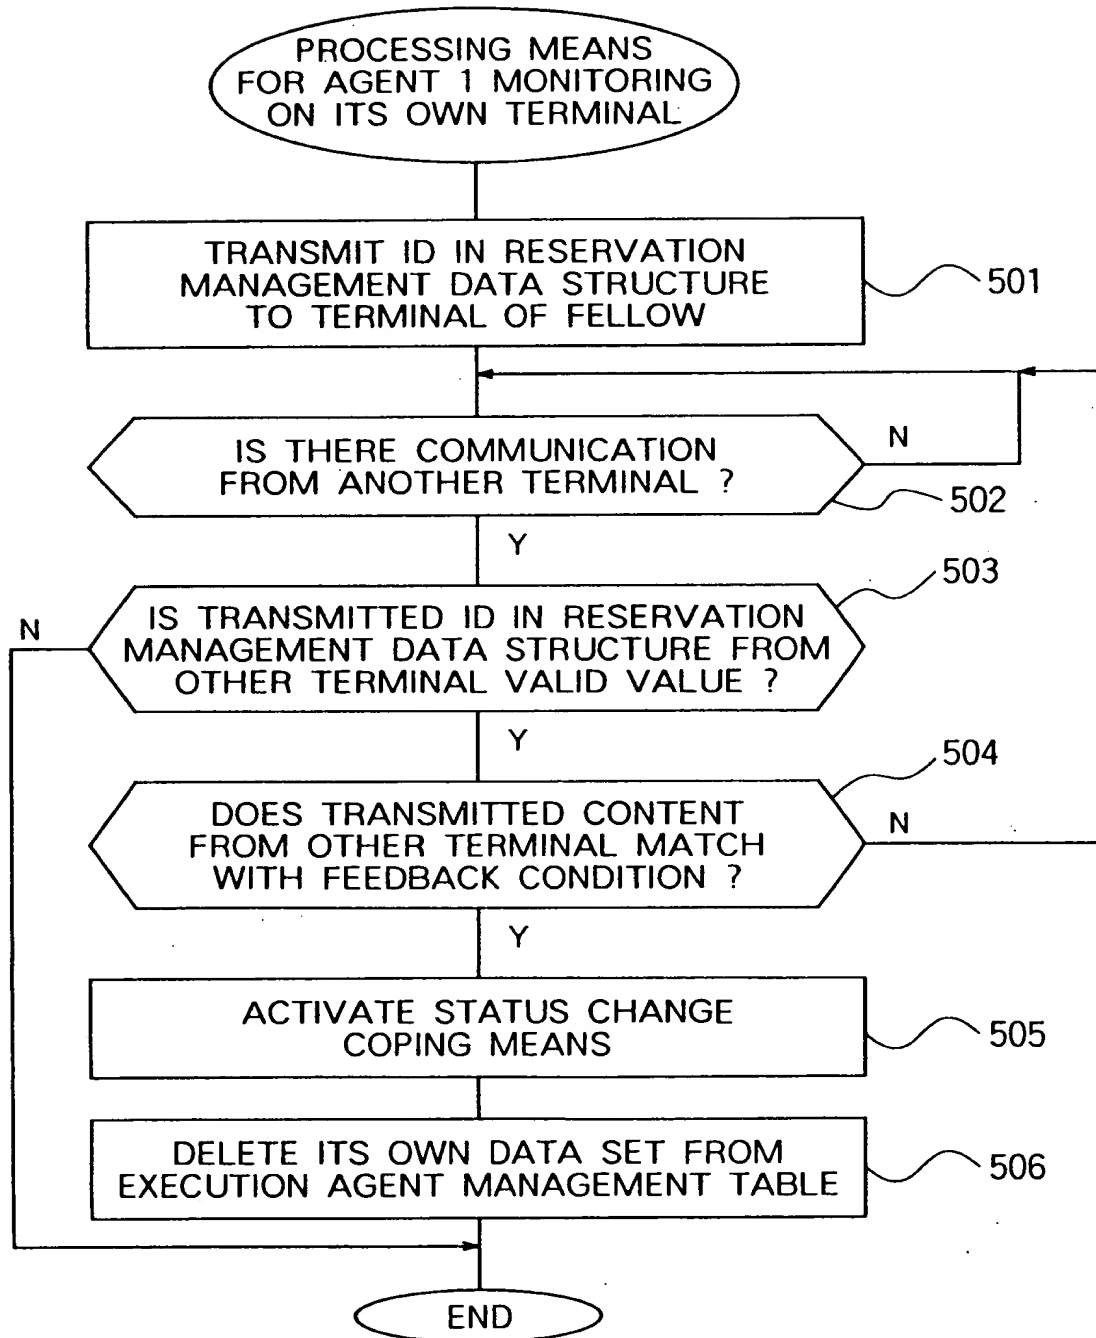 PROCESSING MEANS
FOR AGENT 1 MONITORING
ON ITS OWN TERMINAL
TRANSMIT ID IN RESERVATION
MANAGEMENT DATA STRUCTURE
TO TERMINAL OF FELLOW
501
IS THERE COMMUNICATION
FROM ANOTHER TERMINAL ?
N
502
Y
503
IS TRANSMITTED ID IN RESERVATION
MANAGEMENT DATA STRUCTURE FROM
OTHER TERMINAL VALID VALUE ?
N
Y
504
DOES TRANSMITTED CONTENT
FROM OTHER TERMINAL MATCH
WITH FEEDBACK CONDITION ?
N
Y
ACTIVATE STATUS CHANGE
COPING MEANS
505
DELETE ITS OWN DATA SET FROM
EXECUTION AGENT MANAGEMENT TABLE
506
END